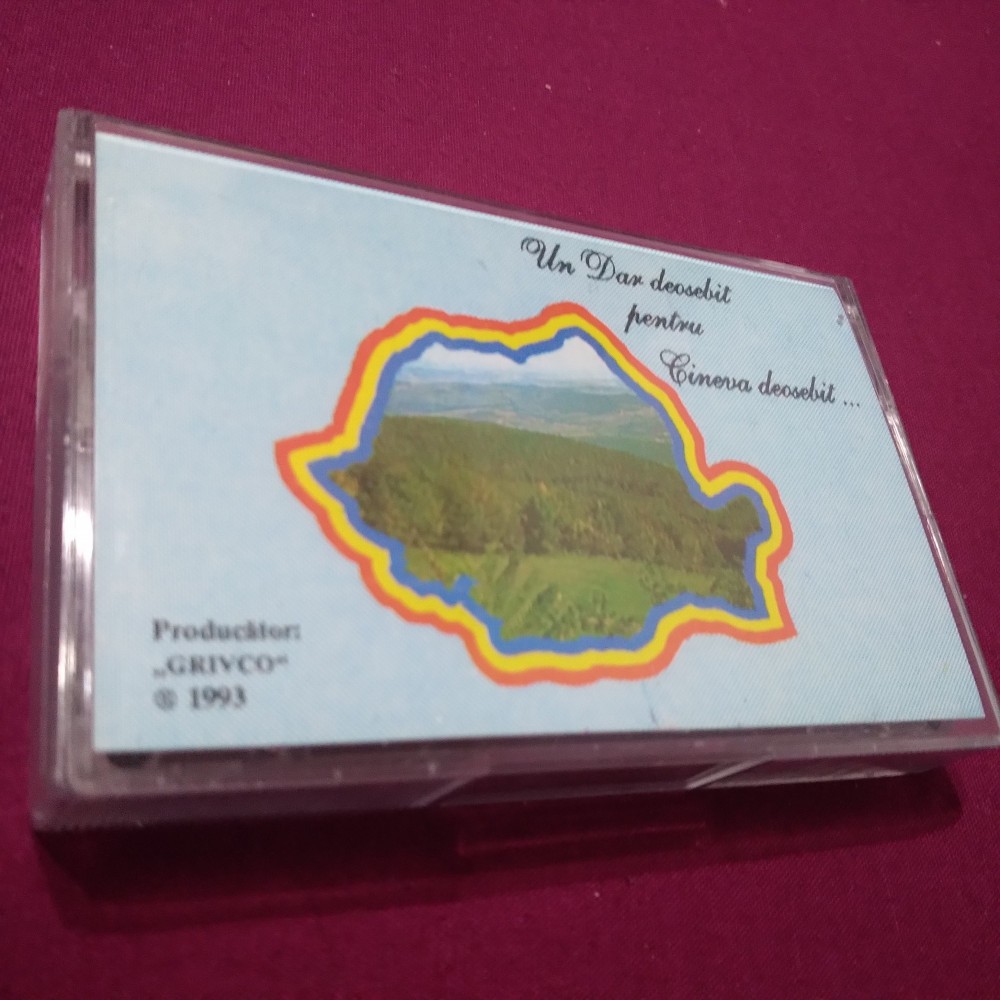 Un Dar deosebit
pentru
Cineva deosebit ...
Producător:
„GRIVCO“
© 1993